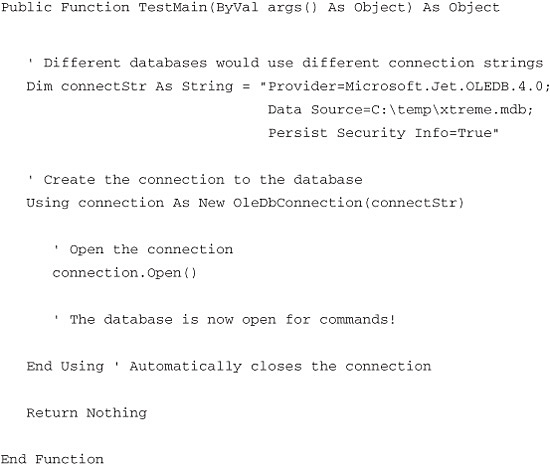 Public Function TestMain(ByVal args() As Object) As Object
' Different databases would use different connection strings
Dim connectStr As String = "Provider=Microsoft.Jet.OLEDB.4.0;
Data Source=C:\temp\xtreme.mdb;
Persist Security Info=True"
' Create the connection to the database
Using connection As New OleDbConnection(connectStr)
' Open the connection
connection.Open()
' The database is now open for commands!
End Using ' Automatically closes the connection
Return Nothing
End Function